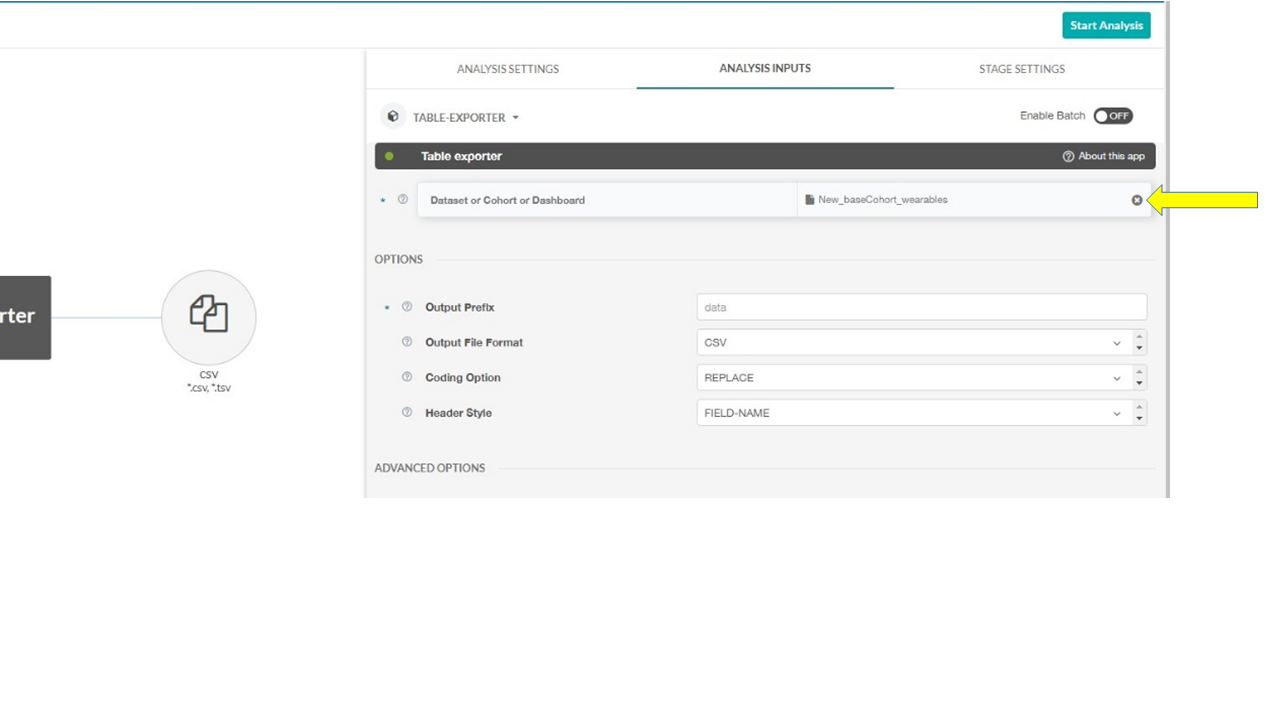 Start Analysis
ANALYSIS SETTINGS
ANALYSIS INPUTS
STAGE SETTINGS
TABLE-EXPORTER
Enable Batch OFF
Table exporter
About this app
* Dataset or Cohort or Dashboard
New_baseCohort_wearables
OPTIONS
* Output Prefix
data
Output File Format
CSV
Coding Option
REPLACE
Header Style
FIELD-NAME
ADVANCED OPTIONS
rter
CSV
*.csv, *.tsv